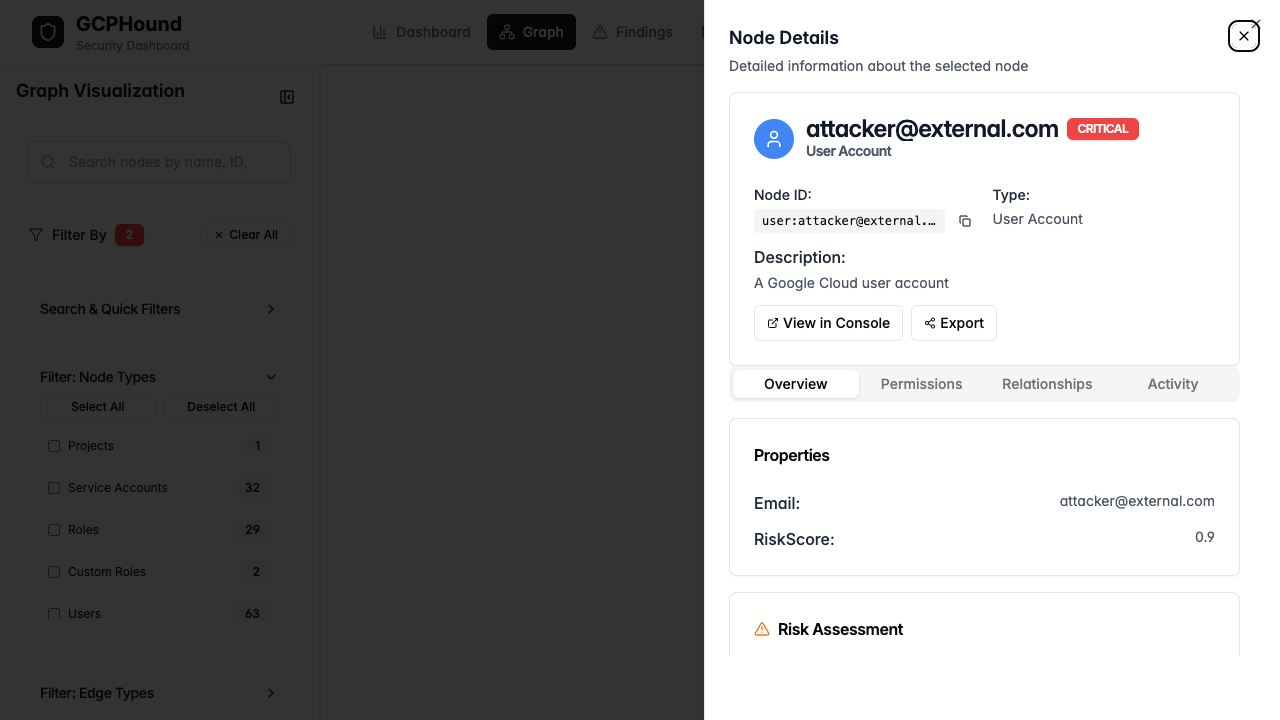 GCPHound
Security Dashboard
Dashboard
Graph
Findings
Graph Visualization
Search nodes by name, ID,
Filter By
2
Clear All
Search & Quick Filters
Filter: Node Types
Select All
Deselect All
Projects
1
Service Accounts
32
Roles
29
Custom Roles
2
Users
63
Filter: Edge Types
Node Details
Detailed information about the selected node
attacker@external.com
CRITICAL
User Account
Node ID:
user:attacker@external.…
Type:
User Account
Description:
A Google Cloud user account
View in Console
Export
Overview
Permissions
Relationships
Activity
Properties
Email:
attacker@external.com
RiskScore:
0.9
Risk Assessment